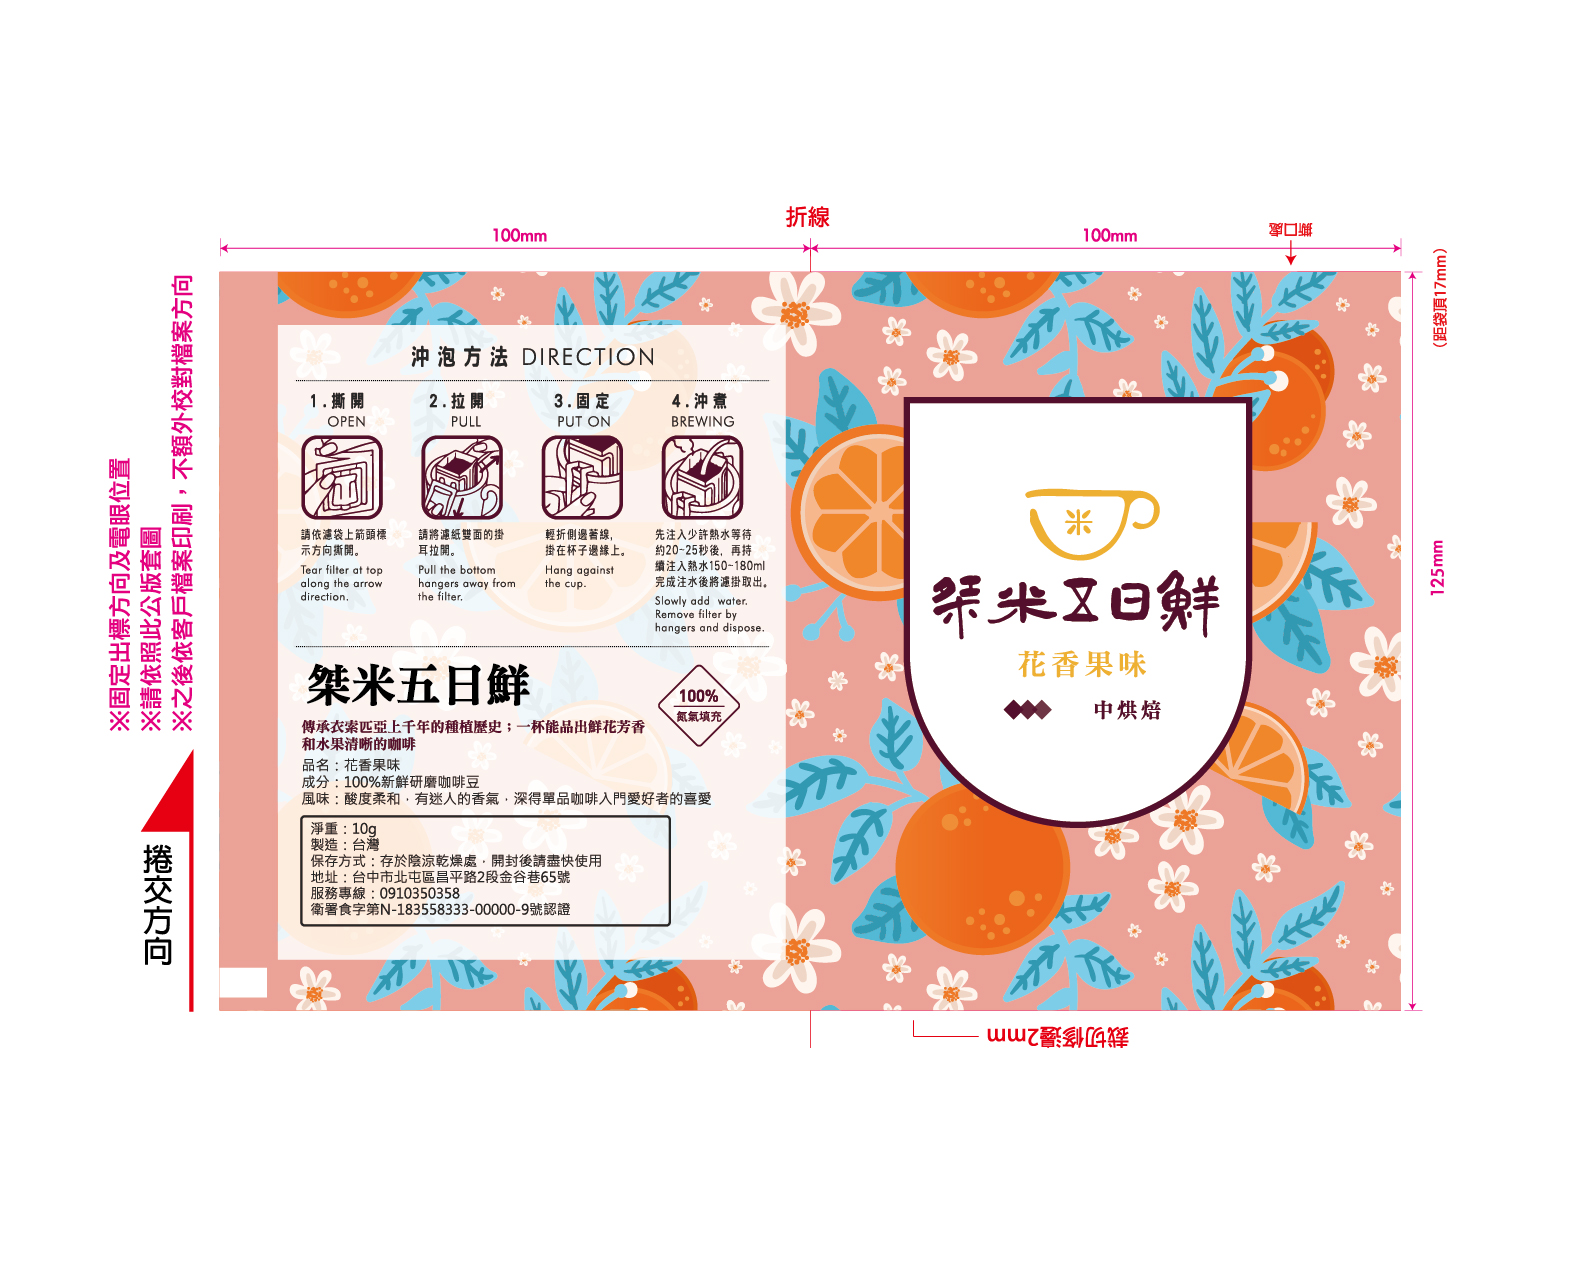 折線
100mm
100mm
撕口處
(距袋頂17mm)
125mm
裁切修邊2mm
※固定出標方向及電眼位置
※請依照此公版套圖
※之後依客戶檔案印刷，不額外校對檔案方向
捲交方向
沖泡方法 DIRECTION
1.撕開
OPEN
請依濾袋上箭頭標
示方向撕開。
Tear filter at top
along the arrow
direction.
2.拉開
PULL
請將濾紙雙面的掛
耳拉開。
Pull the bottom
hangers away from
the filter.
3.固定
PUT ON
輕折側邊著線,
掛在杯子邊緣上。
Hang against
the cup.
4.沖煮
BREWING
先注入少許熱水等待
約20~25秒後, 再持
續注入熱水150~180ml
完成注水後將濾掛取出。
Slowly add water.
Remove filter by
hangers and dispose.
桀米五日鮮
100%
氮氣填充
傳承衣索匹亞上千年的種植歷史；一杯能品出鮮花芳香
和水果清晰的咖啡
品名：花香果味
成分：100%新鮮研磨咖啡豆
風味：酸度柔和，有迷人的香氣，深得單品咖啡入門愛好者的喜愛
淨重：10g
製造：台灣
保存方式：存於陰涼乾燥處，開封後請盡快使用
地址：台中市北屯區昌平路2段金谷巷65號
服務專線：0910350358
衛署食字第N-183558333-00000-9號認證
米
桀米五日鮮
花香果味
中烘焙